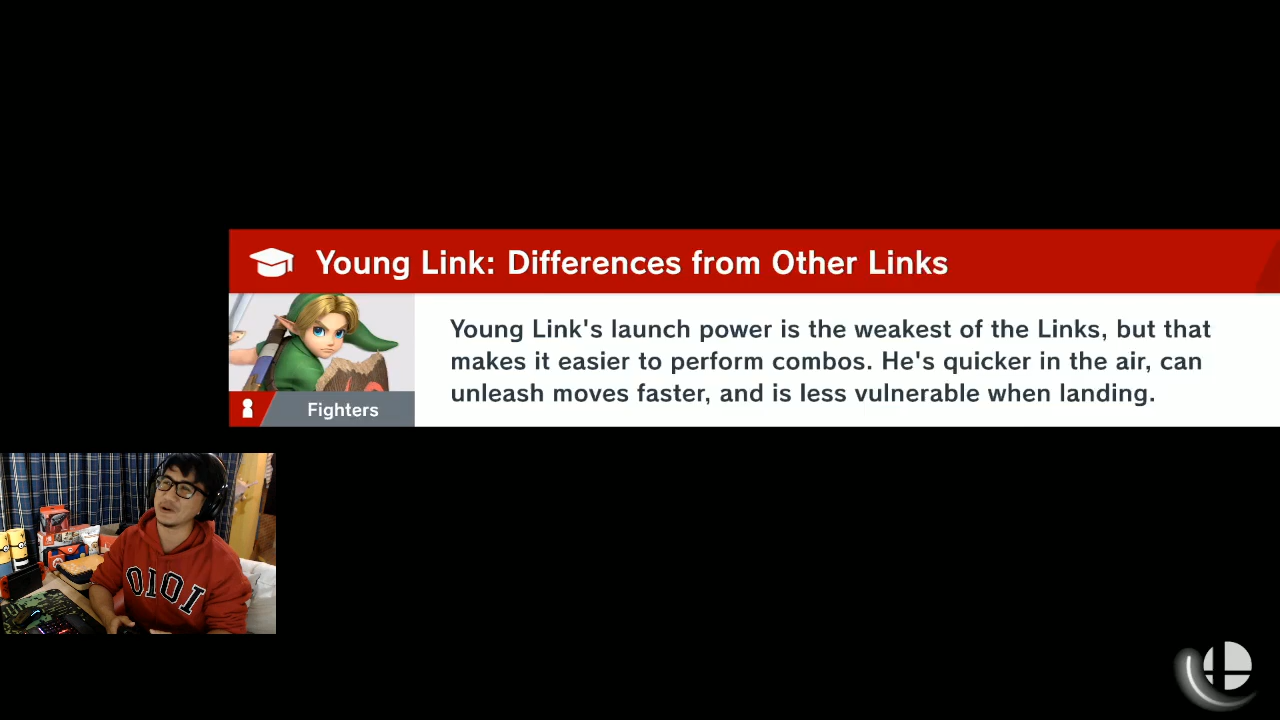 Young Link: Differences from Other Links
Young Link's launch power is the weakest of the Links, but that
makes it easier to perform combos. He's quicker in the air, can
unleash moves faster, and is less vulnerable when landing.
Fighters
OIOI